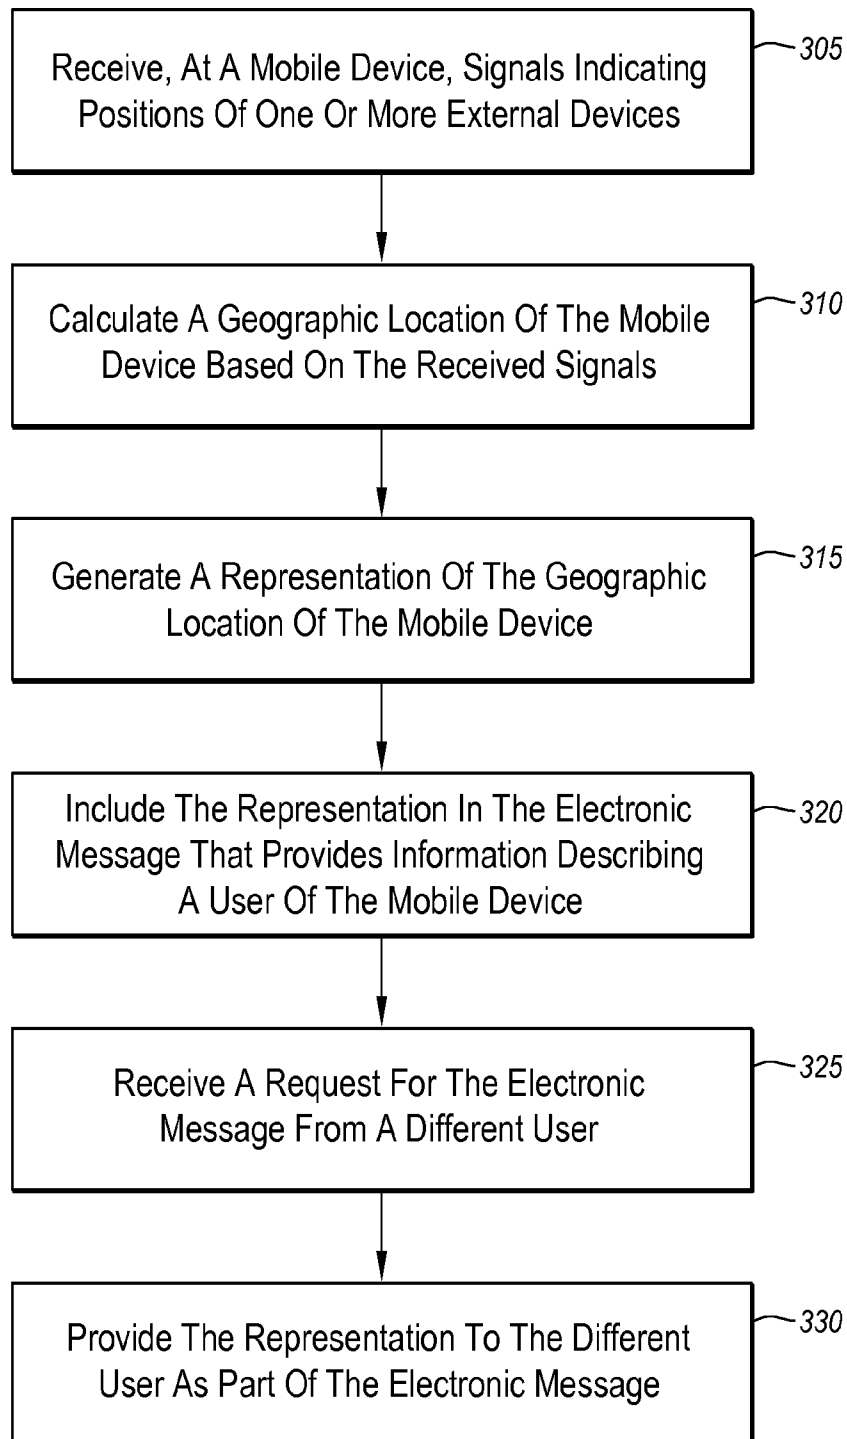 Receive, At A Mobile Device, Signals Indicating
Positions Of One Or More External Devices
305
Calculate A Geographic Location Of The Mobile
Device Based On The Received Signals
310
Generate A Representation Of The Geographic
Location Of The Mobile Device
315
Include The Representation In The Electronic
Message That Provides Information Describing
A User Of The Mobile Device
320
Receive A Request For The Electronic
Message From A Different User
325
Provide The Representation To The Different
User As Part Of The Electronic Message
330